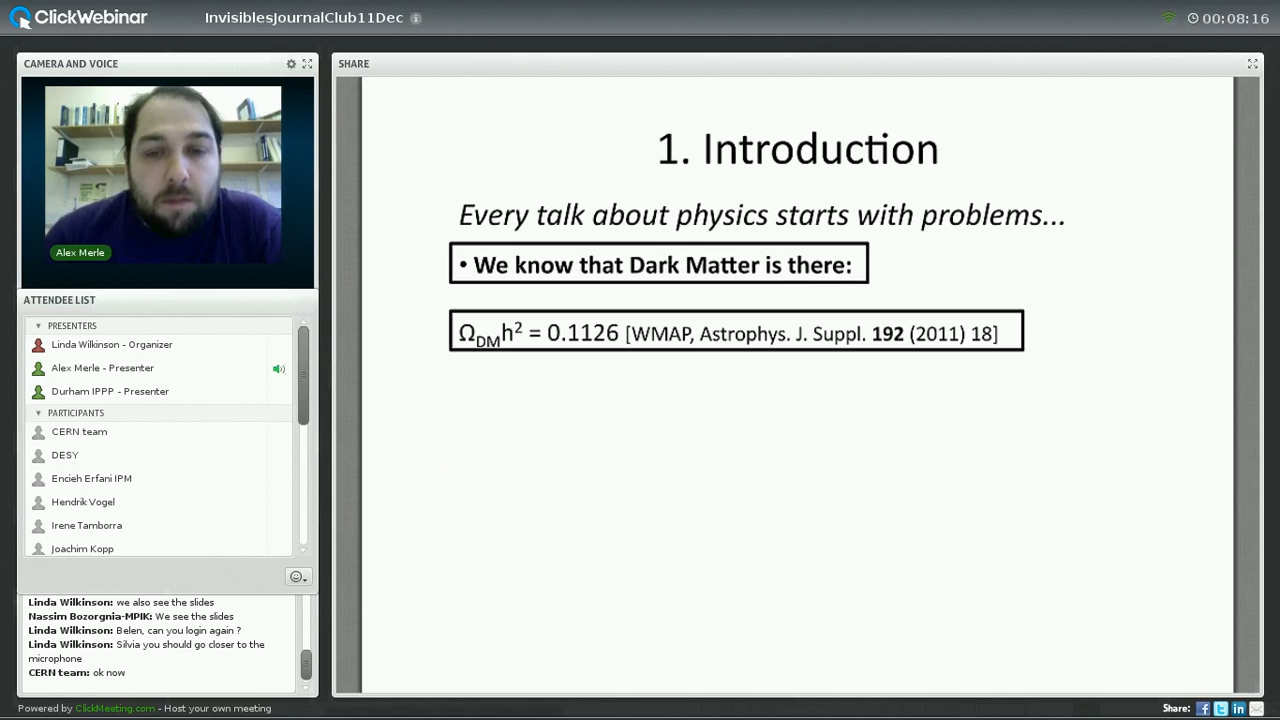 ClickWebinar
InvisiblesJournalClub11Dec
00:08:16
CAMERA AND VOICE
Alex Merle
ATTENDEE LIST
PRESENTERS
Linda Wilkinson - Organizer
Alex Merle - Presenter
Durham IPPP - Presenter
PARTICIPANTS
CERN team
DESY
Encieh Erfani IPM
Hendrik Vogel
Irene Tamborra
Joachim Kopp
Linda Wilkinson: we also see the slides
Nassim Bozorgnia-MPIK: We see the slides
Linda Wilkinson: Belen, can you login again ?
Linda Wilkinson: Silvia you should go closer to the
microphone
CERN team: ok now
SHARE
1. Introduction
Every talk about physics starts with problems...
• We know that Dark Matter is there:
Ω_DM h² = 0.1126 [WMAP, Astrophys. J. Suppl. 192 (2011) 18]
Powered by ClickMeeting.com - Host your own meeting
Share: